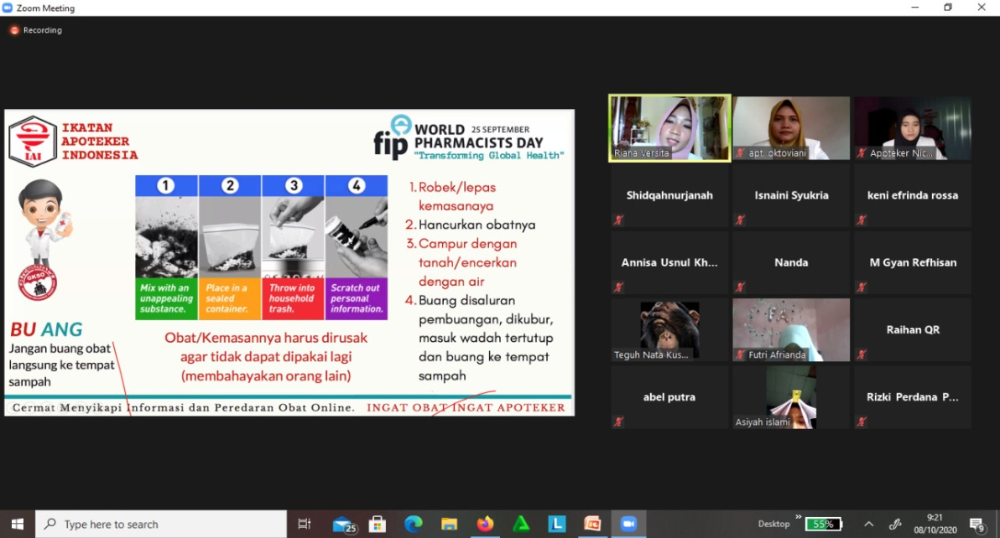 Zoom Meeting
Recording
IKATAN
APOTEKER
INDONESIA
IAI
fip
WORLD 25 SEPTEMBER
PHARMACISTS DAY
"Transforming Global Health"
1
2
3
4
Mix with an
unappealing
substance.
Place in a
sealed
container.
Throw into
household
trash.
Scratch out
personal
information.
1. Robek/lepas
kemasanaya
2. Hancurkan obatnya
3. Campur dengan
tanah/encerkan
dengan air
4. Buang disaluran
pembuangan, dikubur,
masuk wadah tertutup
dan buang ke tempat
sampah
GKSO
BU ANG
Jangan buang obat
langsung ke tempat
sampah
Obat/Kemasannya harus dirusak
agar tidak dapat dipakai lagi
(membahayakan orang lain)
Cermat Menyikapi Informasi dan Peredaran Obat Online. INGAT OBAT INGAT APOTEKER
Riana Versita
apt. oktoviani
Apoteker Nic...
Shidqahnurjanah
Isnaini Syukria
keni efrinda rossa
Annisa Usnul Kh...
Nanda
M Gyan Refhisan
Teguh Nata Kus...
Futri Afrianda
Raihan QR
abel putra
Asiyah islami
Rizki Perdana P...
Type here to search
25
L
Desktop
55%
9:21
08/10/2020
9